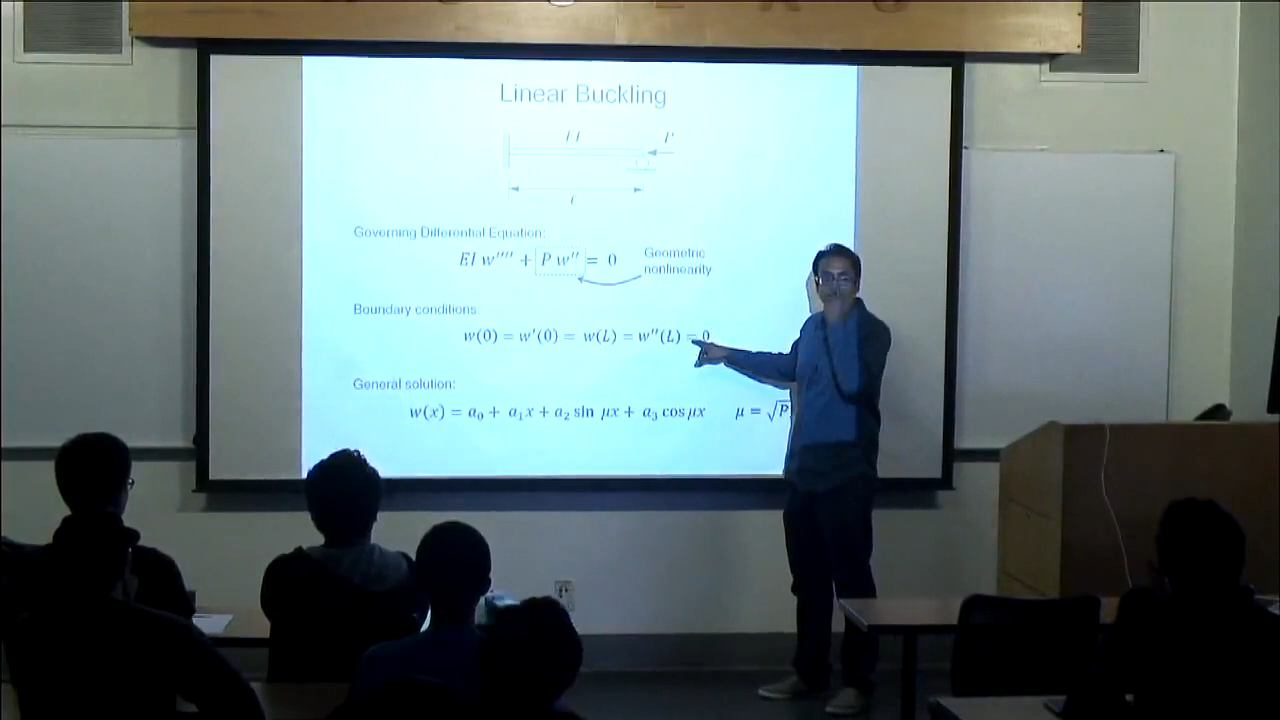 Linear Buckling
P
Governing Differential Equation:
EI w'''' + P w'' = 0
Geometric
nonlinearity
Boundary conditions
w(0) = w'(0) = w(L) = w''(L) = 0
General solution:
w(x) = a₀ + a₁x + a₂ sin μx + a₃ cos μx μ = √P